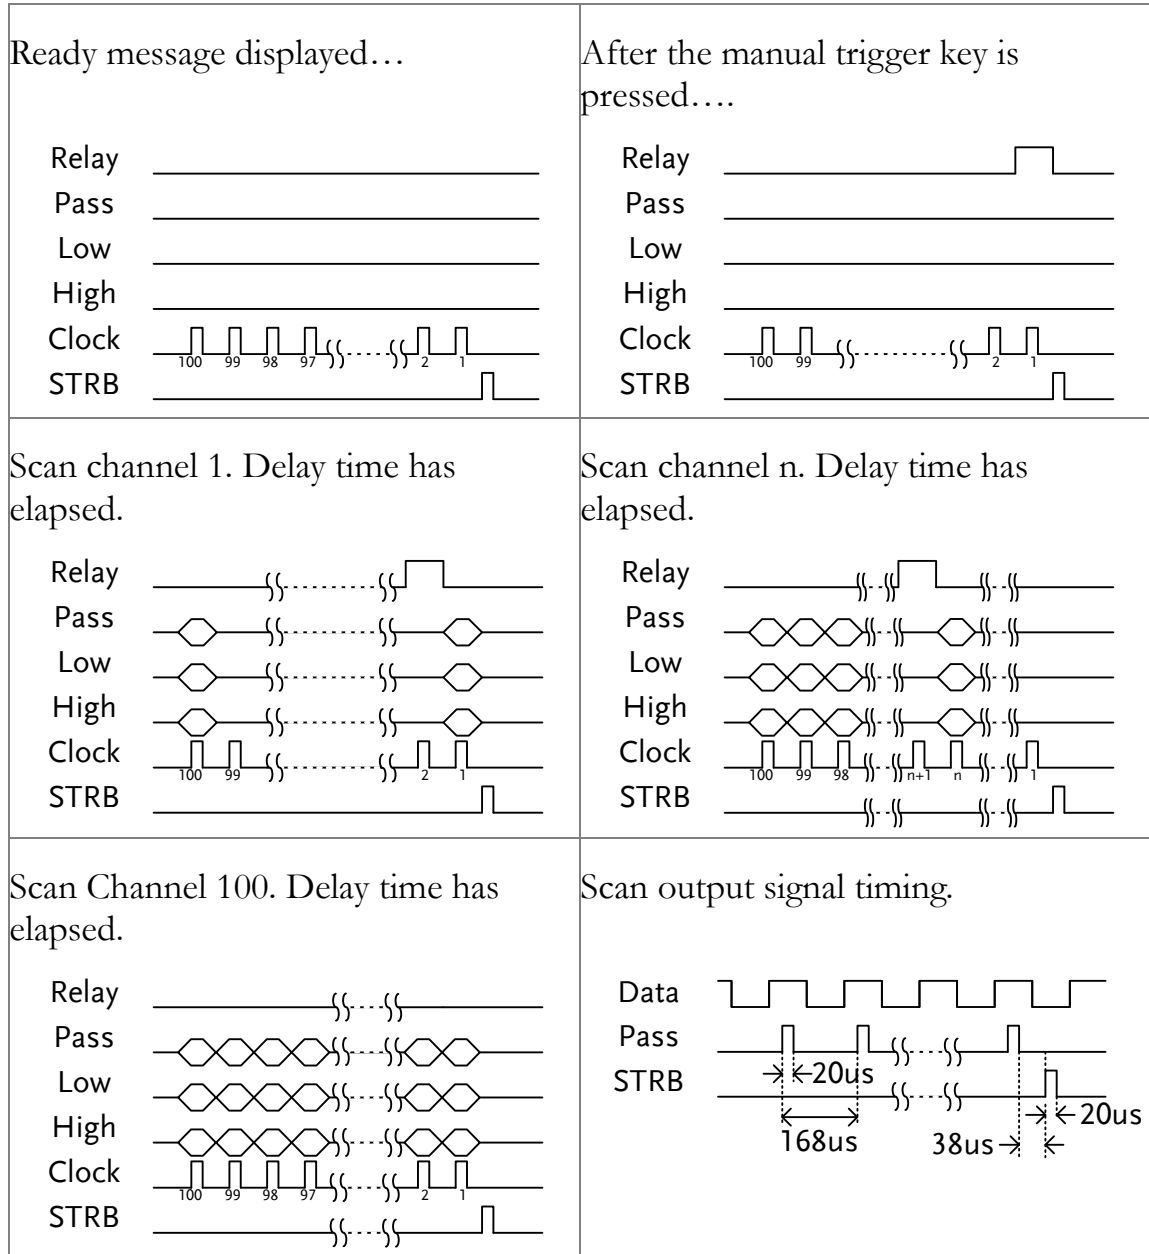 Ready message displayed…
Relay
Pass
Low
High
Clock
100 99 98 97 2 1
STRB
After the manual trigger key is
pressed….
Relay
Pass
Low
High
Clock
100 99 2 1
STRB
Scan channel 1. Delay time has
elapsed.
Relay
Pass
Low
High
Clock
100 99 2 1
STRB
Scan channel n. Delay time has
elapsed.
Relay
Pass
Low
High
Clock
100 99 98 n+1 n 1
STRB
Scan Channel 100. Delay time has
elapsed.
Relay
Pass
Low
High
Clock
100 99 98 97 2 1
STRB
Scan output signal timing.
Data
Pass
STRB
20us
20us
168us
38us